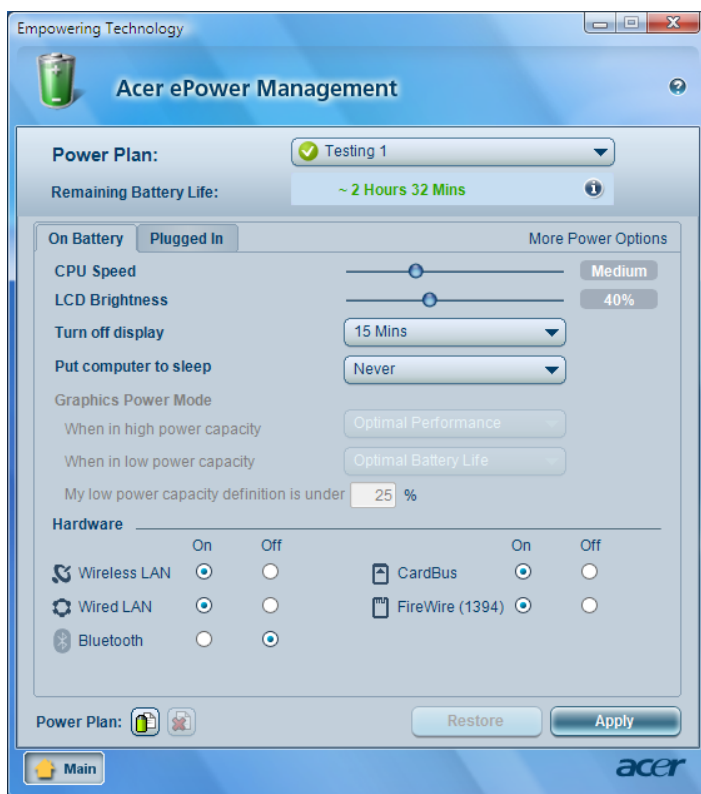 Empowering Technology
Acer ePower Management
Power Plan: Testing 1
Remaining Battery Life: ~ 2 Hours 32 Mins
On Battery Plugged In More Power Options
CPU Speed Medium
LCD Brightness 40%
Turn off display 15 Mins
Put computer to sleep Never
Graphics Power Mode
When in high power capacity Optimal Performance
When in low power capacity Optimal Battery Life
My low power capacity definition is under 25 %
Hardware
On Off On Off
Wireless LAN CardBus
Wired LAN FireWire (1394)
Bluetooth
Power Plan: Restore Apply
Main acer